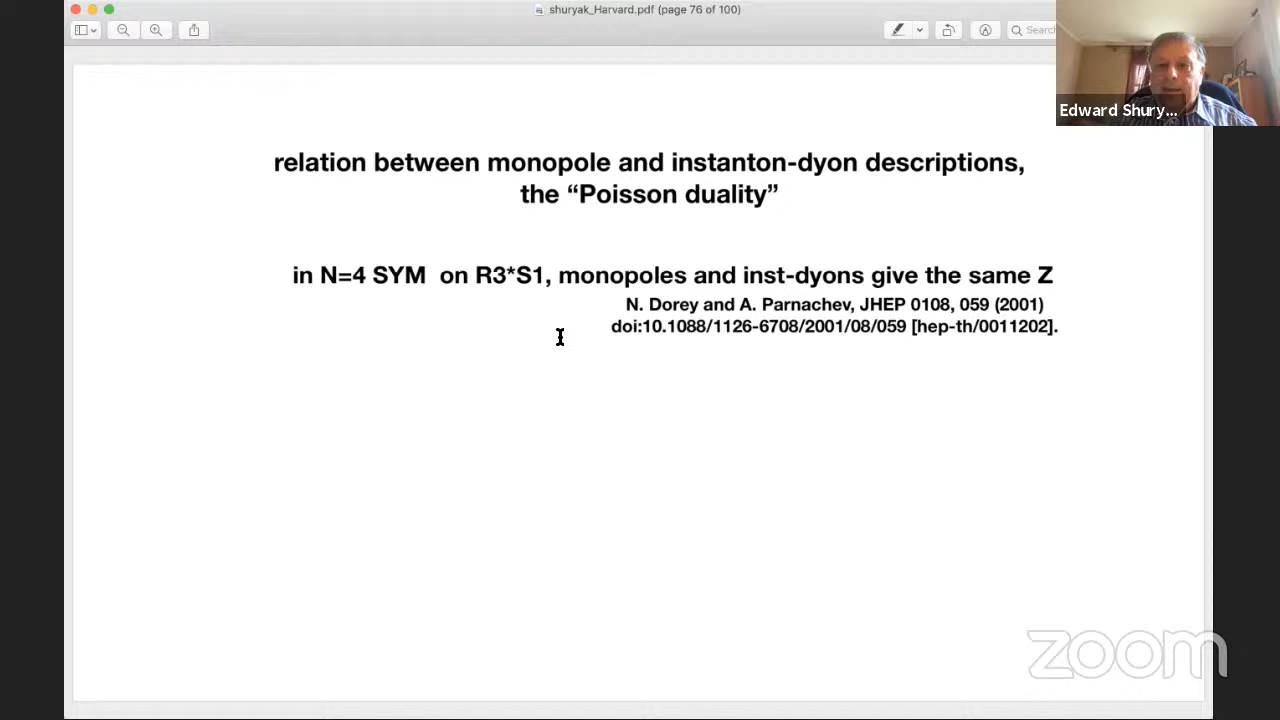 shuryak_Harvard.pdf (page 76 of 100)
Search
Edward Shury...
relation between monopole and instanton-dyon descriptions,
the “Poisson duality”
in N=4 SYM on R3*S1, monopoles and inst-dyons give the same Z
N. Dorey and A. Parnachev, JHEP 0108, 059 (2001)
doi:10.1088/1126-6708/2001/08/059 [hep-th/0011202].
zoom